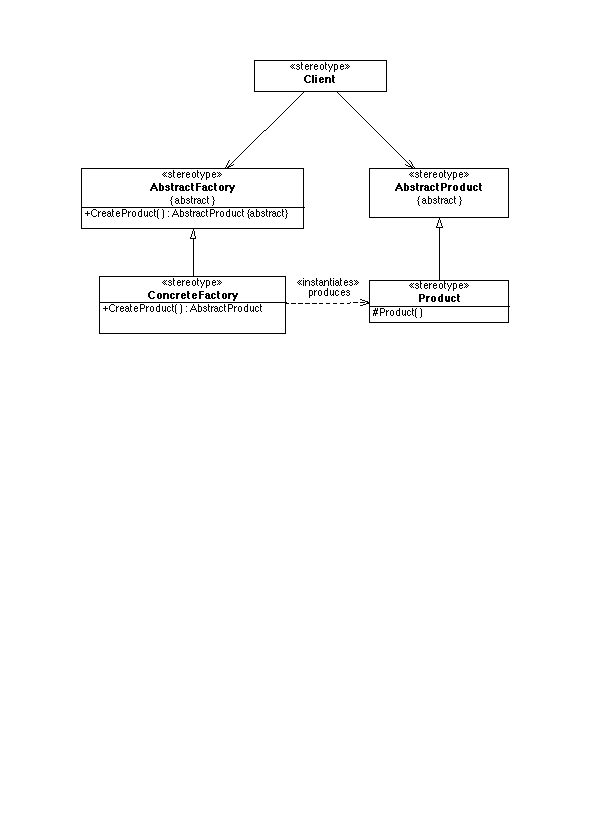 «stereotype»
Client
«stereotype»
AbstractFactory
{abstract}
+CreateProduct() : AbstractProduct {abstract}
«stereotype»
AbstractProduct
{abstract}
«stereotype»
ConcreteFactory
+CreateProduct() : AbstractProduct
«instantiates»
produces
«stereotype»
Product
#Product()